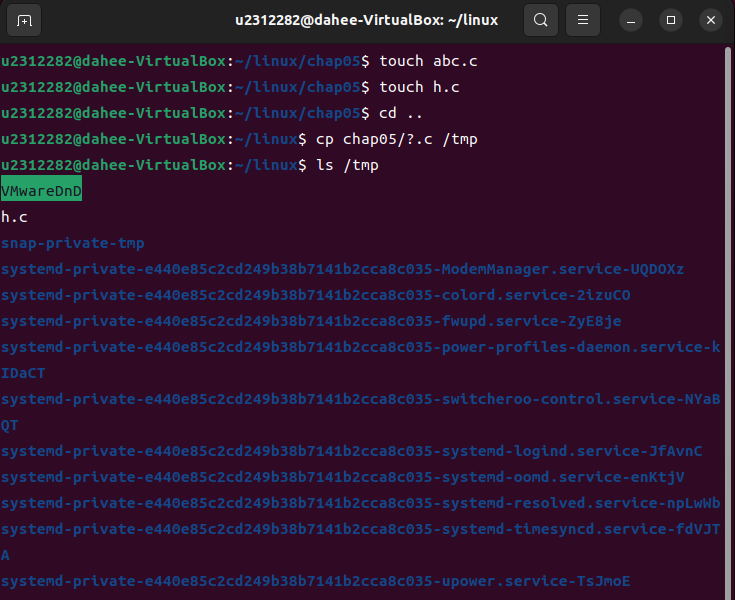 u2312282@dahee-VirtualBox: ~/linux
u2312282@dahee-VirtualBox:~/linux/chap05$ touch abc.c
u2312282@dahee-VirtualBox:~/linux/chap05$ touch h.c
u2312282@dahee-VirtualBox:~/linux/chap05$ cd ..
u2312282@dahee-VirtualBox:~/linux$ cp chap05/?.c /tmp
u2312282@dahee-VirtualBox:~/linux$ ls /tmp
VMwareDnD
h.c
snap-private-tmp
systemd-private-e440e85c2cd249b38b7141b2cca8c035-ModemManager.service-UQDOXz
systemd-private-e440e85c2cd249b38b7141b2cca8c035-colord.service-2izuCO
systemd-private-e440e85c2cd249b38b7141b2cca8c035-fwupd.service-ZyE8je
systemd-private-e440e85c2cd249b38b7141b2cca8c035-power-profiles-daemon.service-k
IDaCT
systemd-private-e440e85c2cd249b38b7141b2cca8c035-switcheroo-control.service-NYaB
QT
systemd-private-e440e85c2cd249b38b7141b2cca8c035-systemd-logind.service-JfAvnC
systemd-private-e440e85c2cd249b38b7141b2cca8c035-systemd-oomd.service-enKtjV
systemd-private-e440e85c2cd249b38b7141b2cca8c035-systemd-resolved.service-npLwWb
systemd-private-e440e85c2cd249b38b7141b2cca8c035-systemd-timesyncd.service-fdVJT
A
systemd-private-e440e85c2cd249b38b7141b2cca8c035-upower.service-TsJmoE